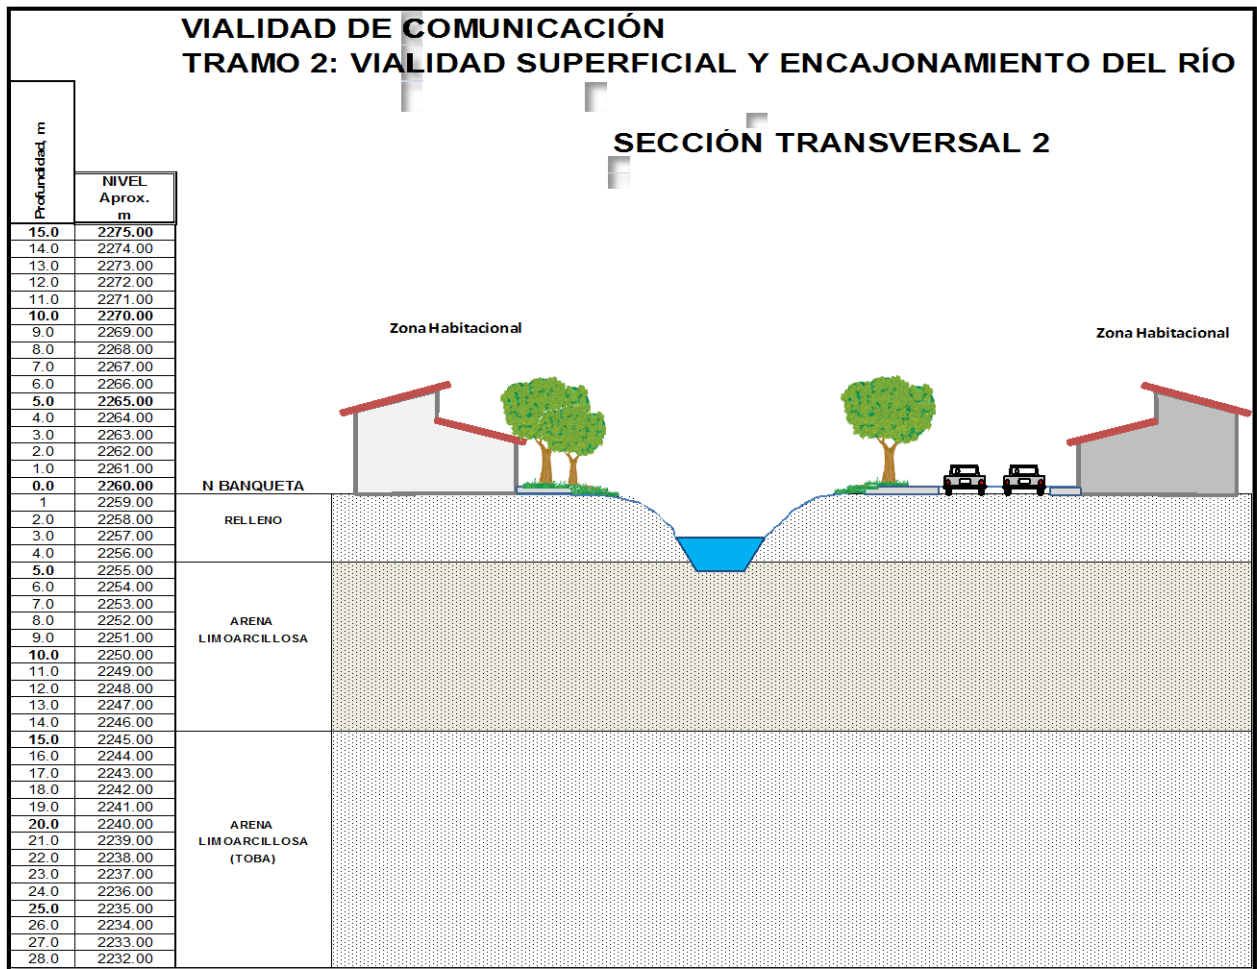 VIALIDAD DE COMUNICACIÓN
TRAMO 2: VIALIDAD SUPERFICIAL Y ENCAJONAMIENTO DEL RÍO
SECCIÓN TRANSVERSAL 2
Profundidad, m
NIVEL
Aprox.
m
15.0 2275.00
14.0 2274.00
13.0 2273.00
12.0 2272.00
11.0 2271.00
10.0 2270.00
Zona Habitacional
Zona Habitacional
9.0 2269.00
8.0 2268.00
7.0 2267.00
6.0 2266.00
5.0 2265.00
4.0 2264.00
3.0 2263.00
2.0 2262.00
1.0 2261.00
0.0 2260.00 N BANQUETA
1 2259.00
2.0 2258.00 RELLENO
3.0 2257.00
4.0 2256.00
5.0 2255.00
6.0 2254.00
7.0 2253.00
8.0 2252.00 ARENA
9.0 2251.00 LIMOARCILLOSA
10.0 2250.00
11.0 2249.00
12.0 2248.00
13.0 2247.00
14.0 2246.00
15.0 2245.00
16.0 2244.00
17.0 2243.00
18.0 2242.00
19.0 2241.00
20.0 2240.00 ARENA
21.0 2239.00 LIMOARCILLOSA
22.0 2238.00 (TOBA)
23.0 2237.00
24.0 2236.00
25.0 2235.00
26.0 2234.00
27.0 2233.00
28.0 2232.00